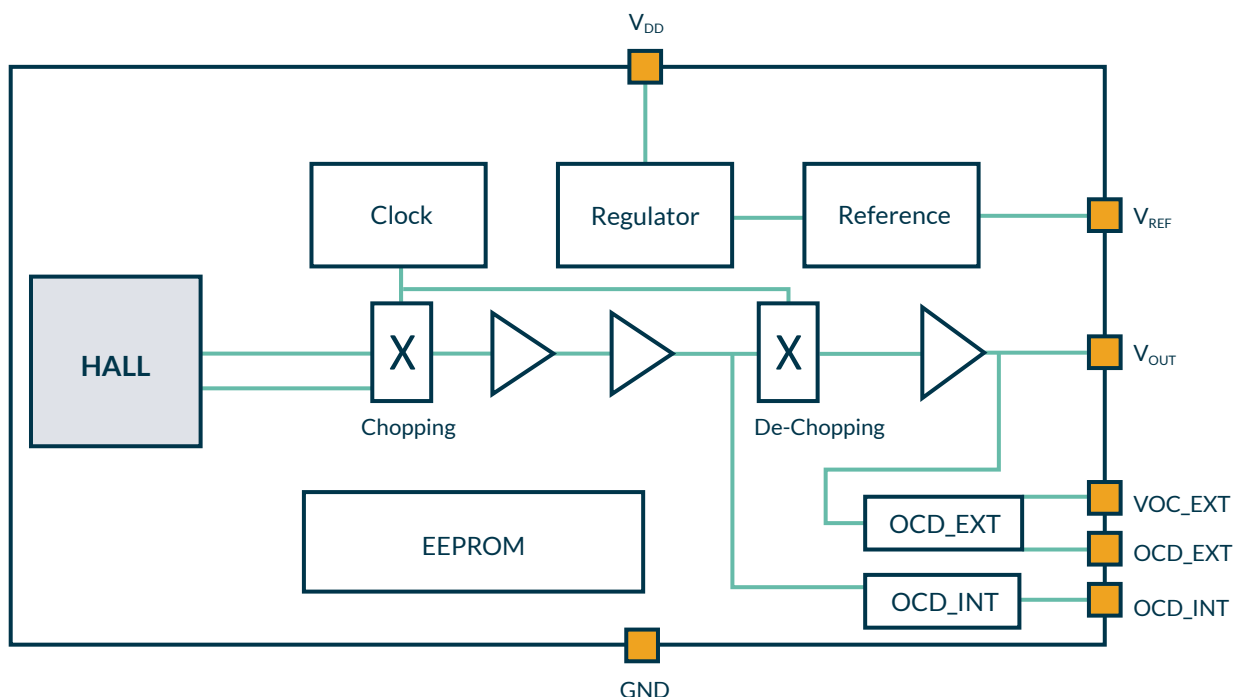 VDD
Clock
Regulator
Reference
VREF
HALL
X
X
VOUT
Chopping
De-Chopping
EEPROM
OCD_EXT
VOC_EXT
OCD_EXT
OCD_INT
OCD_INT
GND